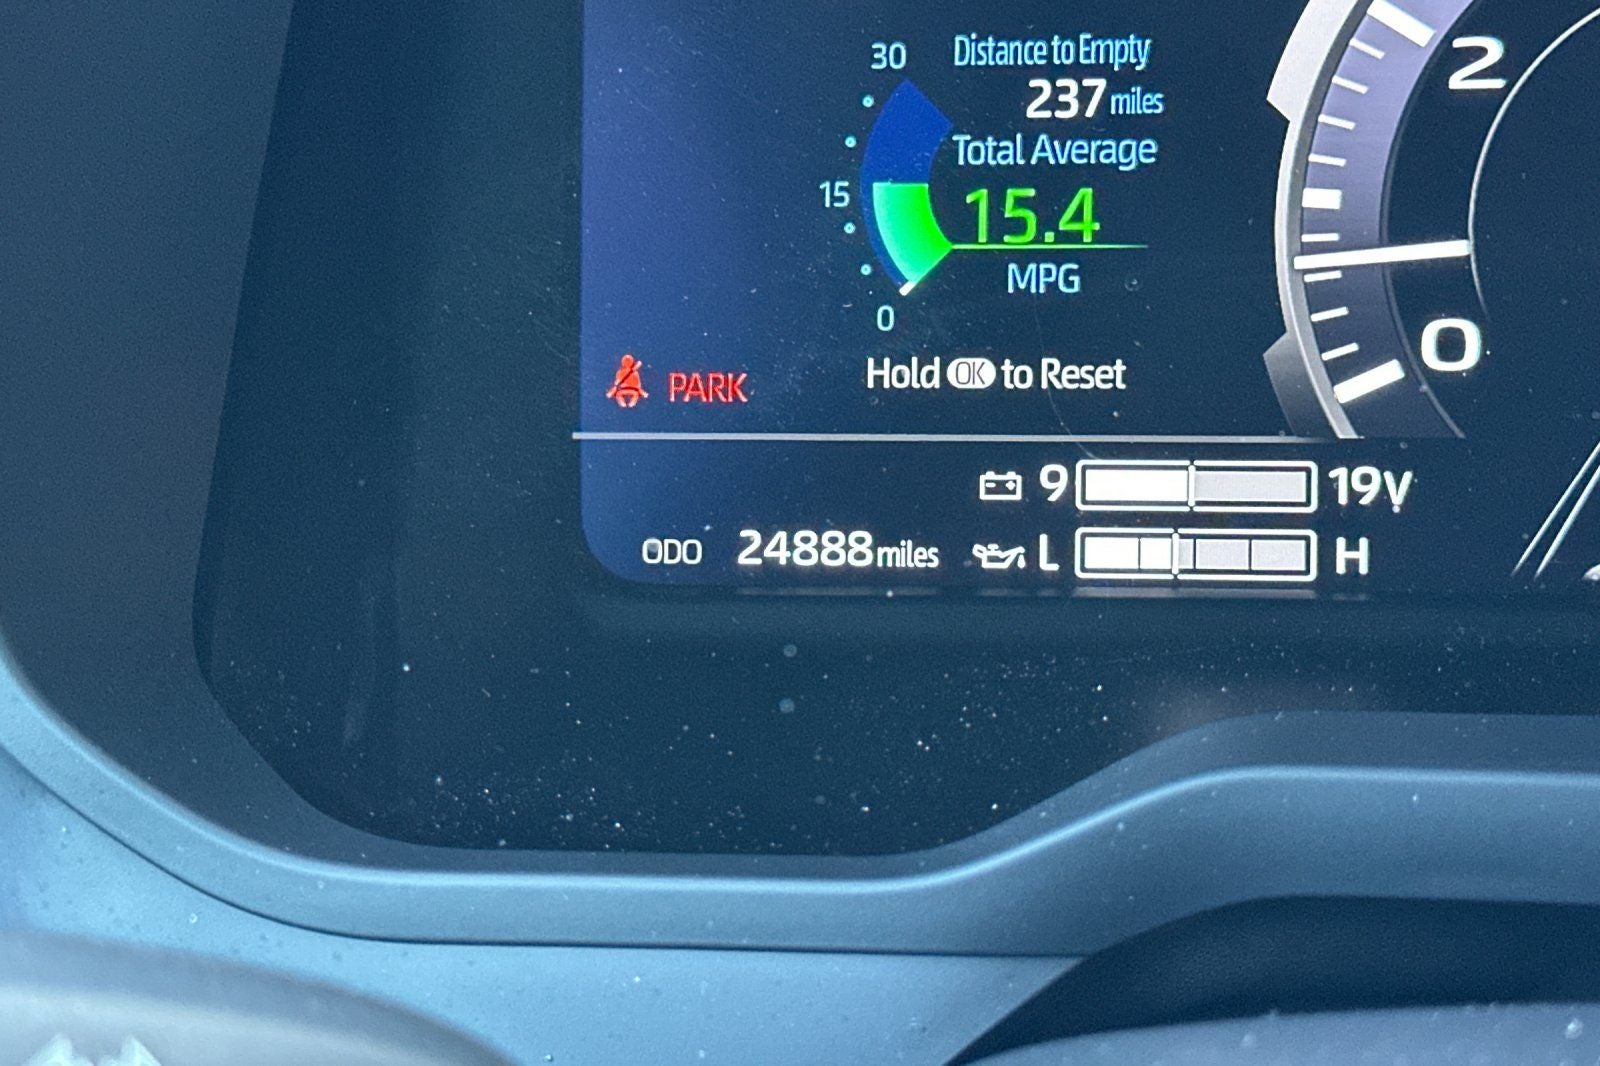 30
Distance to Empty
237 miles
Total Average
15
15.4
MPG
0
PARK
Hold OK to Reset
2
0
9 19V
ODO 24888 miles L H